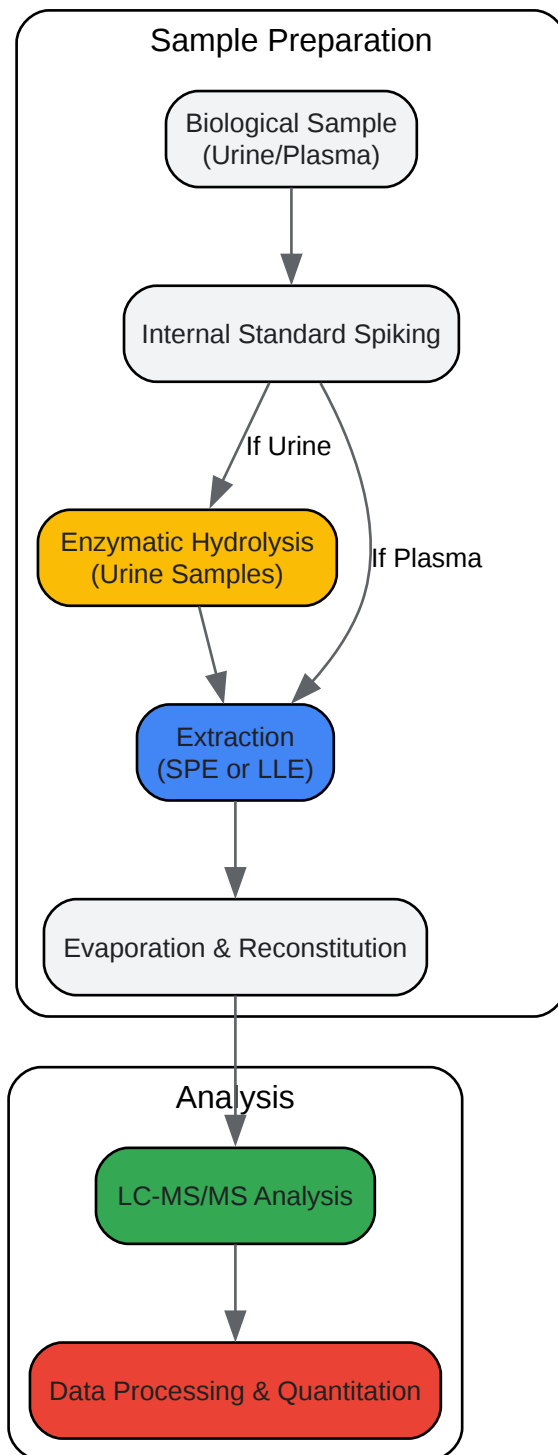 Sample Preparation
Biological Sample
(Urine/Plasma)
Internal Standard Spiking
If Urine
Enzymatic Hydrolysis
(Urine Samples)
If Plasma
Extraction
(SPE or LLE)
Evaporation & Reconstitution
Analysis
LC-MS/MS Analysis
Data Processing & Quantitation